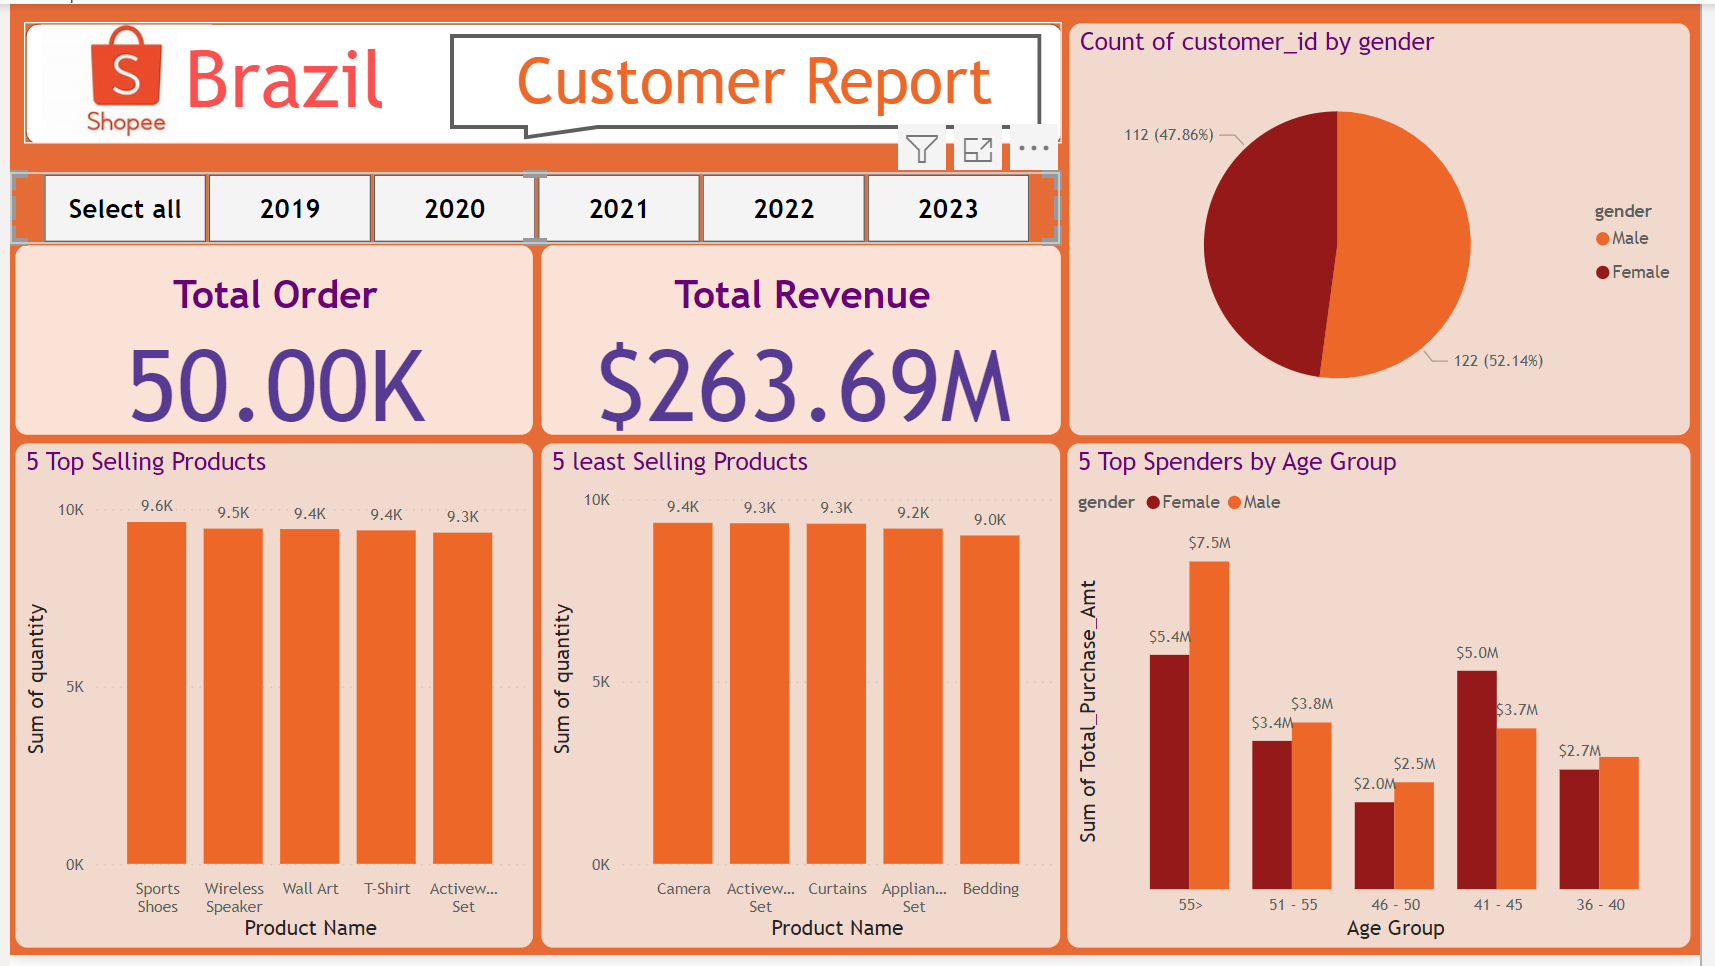 S
Shopee
Brazil
Customer Report
Select all
2019
2020
2021
2022
2023
Total Order
50.00K
Total Revenue
$263.69M
Count of customer_id by gender
112 (47.86%)
122 (52.14%)
gender
Male
Female
5 Top Selling Products
10K
5K
0K
Sum of quantity
9.6K
9.5K
9.4K
9.4K
9.3K
Sports
Shoes
Wireless
Speaker
Wall Art
T-Shirt
Activew...
Set
Product Name
5 least Selling Products
10K
5K
0K
Sum of quantity
9.4K
9.3K
9.3K
9.2K
9.0K
Camera
Activew...
Set
Curtains
Applian...
Set
Bedding
Product Name
5 Top Spenders by Age Group
gender Female Male
Sum of Total_Purchase_Amt
$5.4M
$7.5M
$3.4M
$3.8M
$2.0M
$2.5M
$5.0M
$3.7M
$2.7M
55>
51 - 55
46 - 50
41 - 45
36 - 40
Age Group